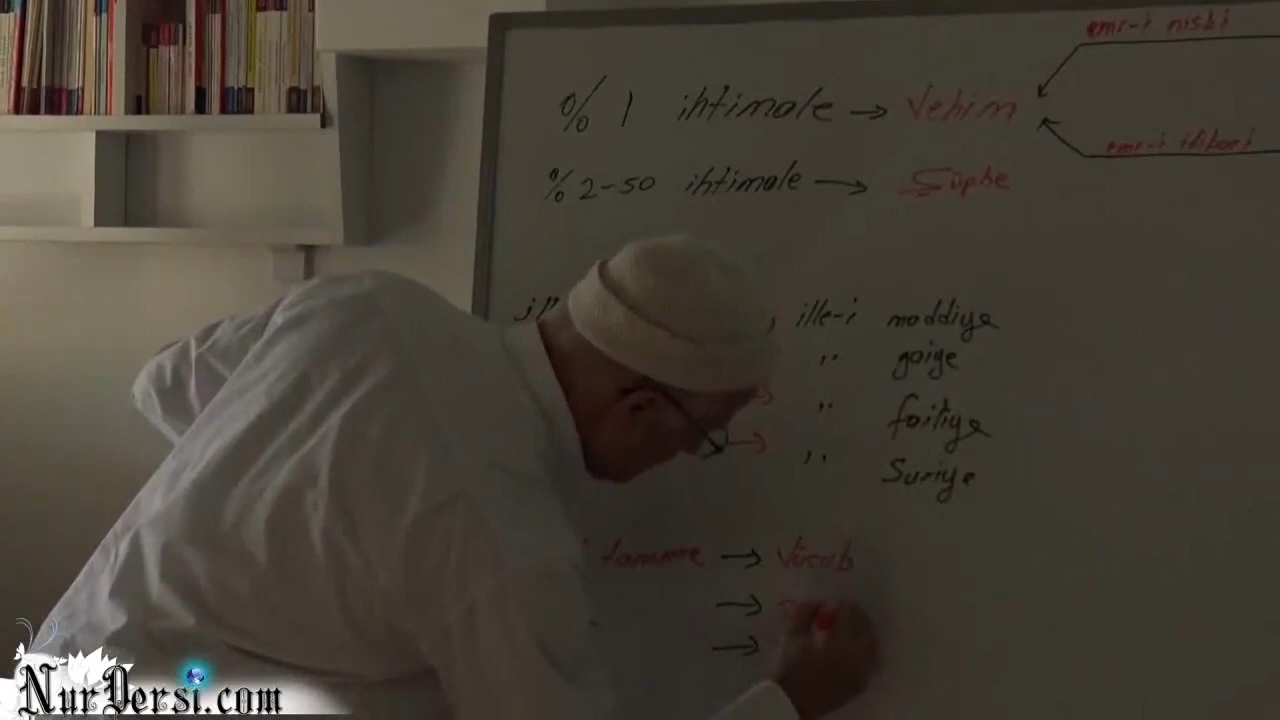 emr-i nisbi
% 1 ihtimale → Vehim
emr-i itibari
% 2-50 ihtimale → Şüphe
ille-i maddiye
,, gaiye
,, failiye
,, Suriye
tamme → Vücub
→
→
NurDersi.com